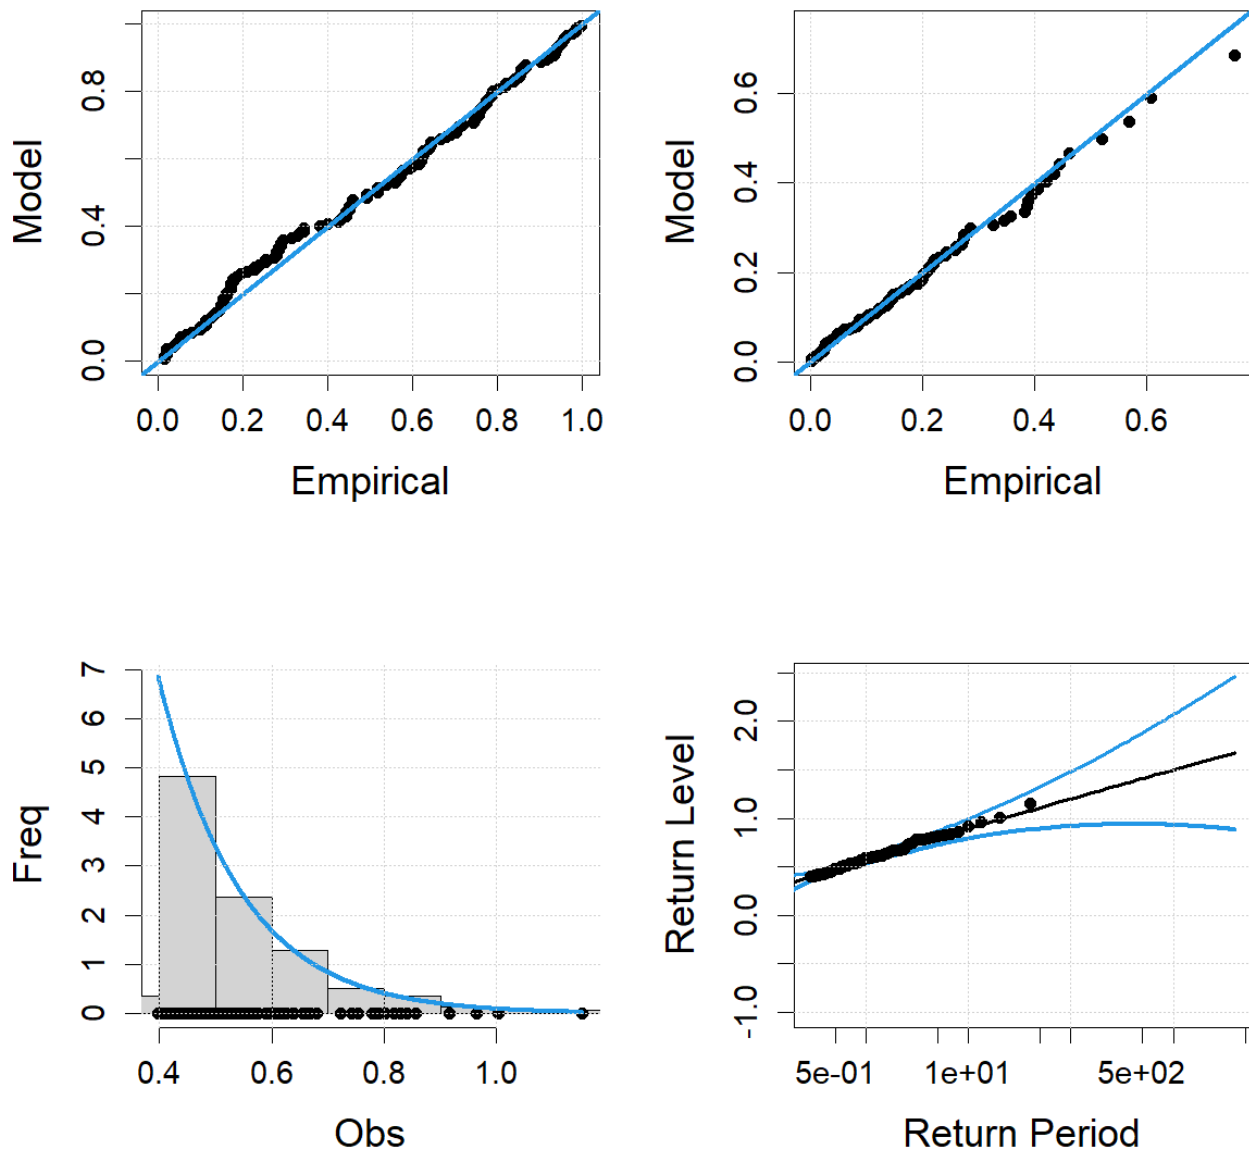 0.0 0.4 0.8
Model
0.0 0.2 0.4 0.6 0.8 1.0
Empirical
0.0 0.2 0.4 0.6
Model
0.0 0.2 0.4 0.6
Empirical
0 1 2 3 4 5 6 7
Freq
0.4 0.6 0.8 1.0
Obs
-1.0 0.0 1.0 2.0
Return Level
5e-01 1e+01 5e+02
Return Period